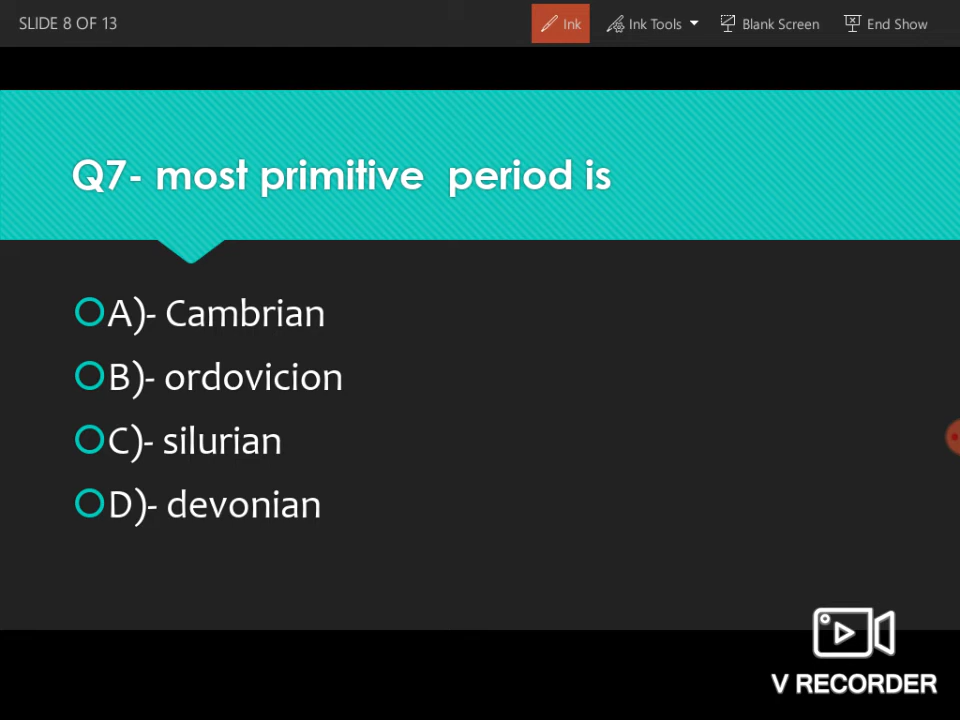 SLIDE 8 OF 13
Ink
Ink Tools
Blank Screen
End Show
Q7- most primitive period is
A)- Cambrian
B)- ordovicion
C)- silurian
D)- devonian
V RECORDER